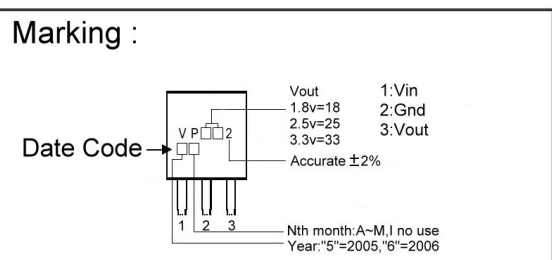 Marking :
Vout
1.8v=18
2.5v=25
3.3v=33
1:Vin
2:Gnd
3:Vout
V P□□2
□□
Date Code
Accurate ±2%
1 2 3
Nth month:A~M,I no use
Year:"5"=2005,"6"=2006